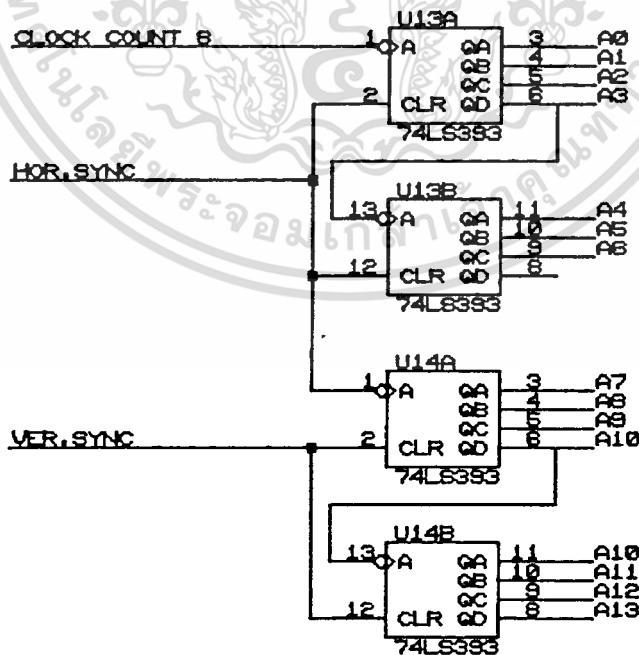 U13A
CLOCK COUNT 8
1 A QA 3 A0
QB 4 A1
QC 5 A2
2 CLR QD 6 A3
74LS393
HOR.SYNC
U13B
13 A QA 11 A4
QB 10 A5
QC 9 A6
12 CLR QD 8
74LS393
U14A
1 A QA 3 A7
QB 4 A8
QC 5 A9
VER.SYNC
2 CLR QD 6 A10
74LS393
U14B
13 A QA 11 A10
QB 10 A11
QC 9 A12
12 CLR QD 8 A13
74LS393